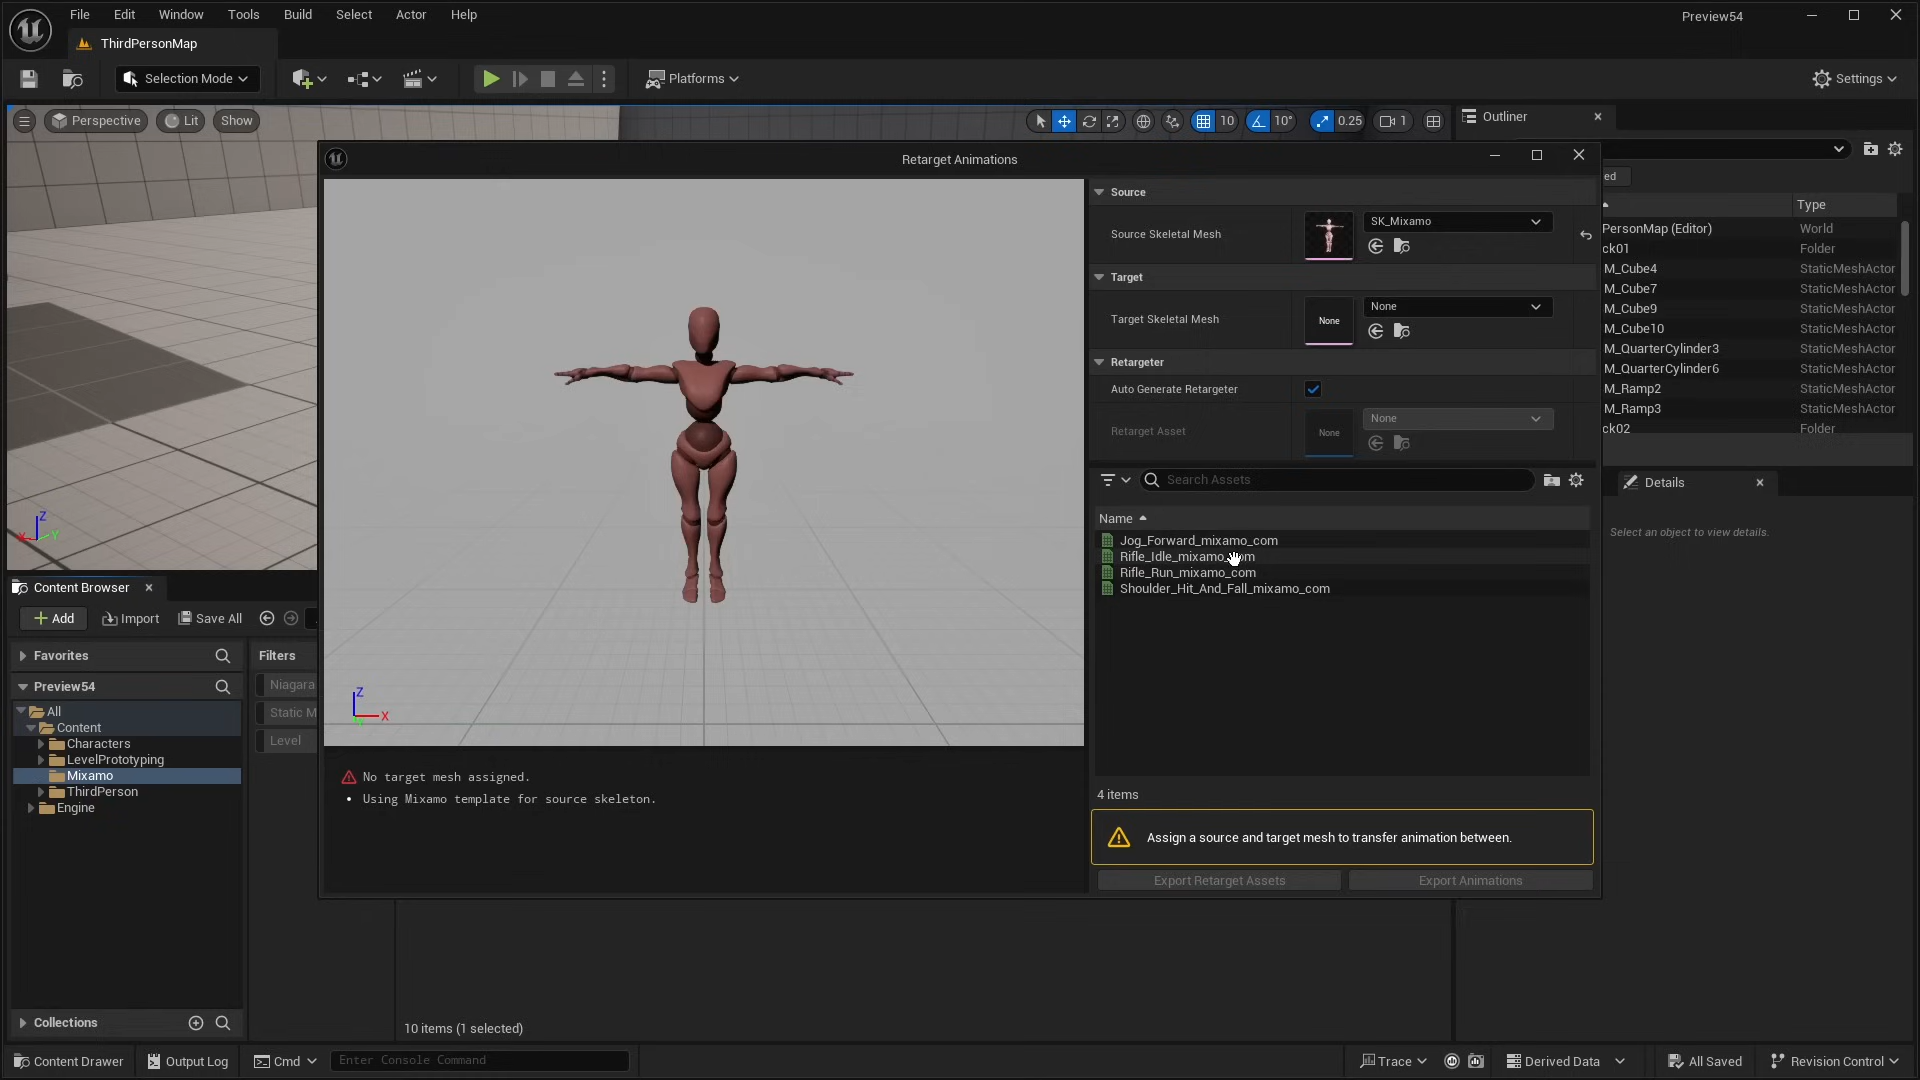 File Edit Window Tools Build Select Actor Help
Preview54
ThirdPersonMap
Selection Mode
Platforms
Settings
Perspective Lit Show
10 10° 0.25 1
Outliner
Retarget Animations
Source
Source Skeletal Mesh
SK_Mixamo
Target
Target Skeletal Mesh
None
None
Retargeter
Auto Generate Retargeter
Retarget Asset
None
None
Search Assets
Name
Jog_Forward_mixamo_com
Rifle_Idle_mixamo_com
Rifle_Run_mixamo_com
Shoulder_Hit_And_Fall_mixamo_com
4 items
Assign a source and target mesh to transfer animation between.
Export Retarget Assets Export Animations
No target mesh assigned.
• Using Mixamo template for source skeleton.
Z
X
Z
X Y
ed
Type
PersonMap (Editor) World
ck01 Folder
M_Cube4 StaticMeshActor
M_Cube7 StaticMeshActor
M_Cube9 StaticMeshActor
M_Cube10 StaticMeshActor
M_QuarterCylinder3 StaticMeshActor
M_QuarterCylinder6 StaticMeshActor
M_Ramp2 StaticMeshActor
M_Ramp3 StaticMeshActor
ck02 Folder
Details
Select an object to view details.
Content Browser
Add Import Save All
Favorites
Preview54
All
Content
Characters
LevelPrototyping
Mixamo
ThirdPerson
Engine
Collections
Filters
Niagara
Static M
Level
10 items (1 selected)
Content Drawer Output Log Cmd Enter Console Command
Trace Derived Data All Saved Revision Control